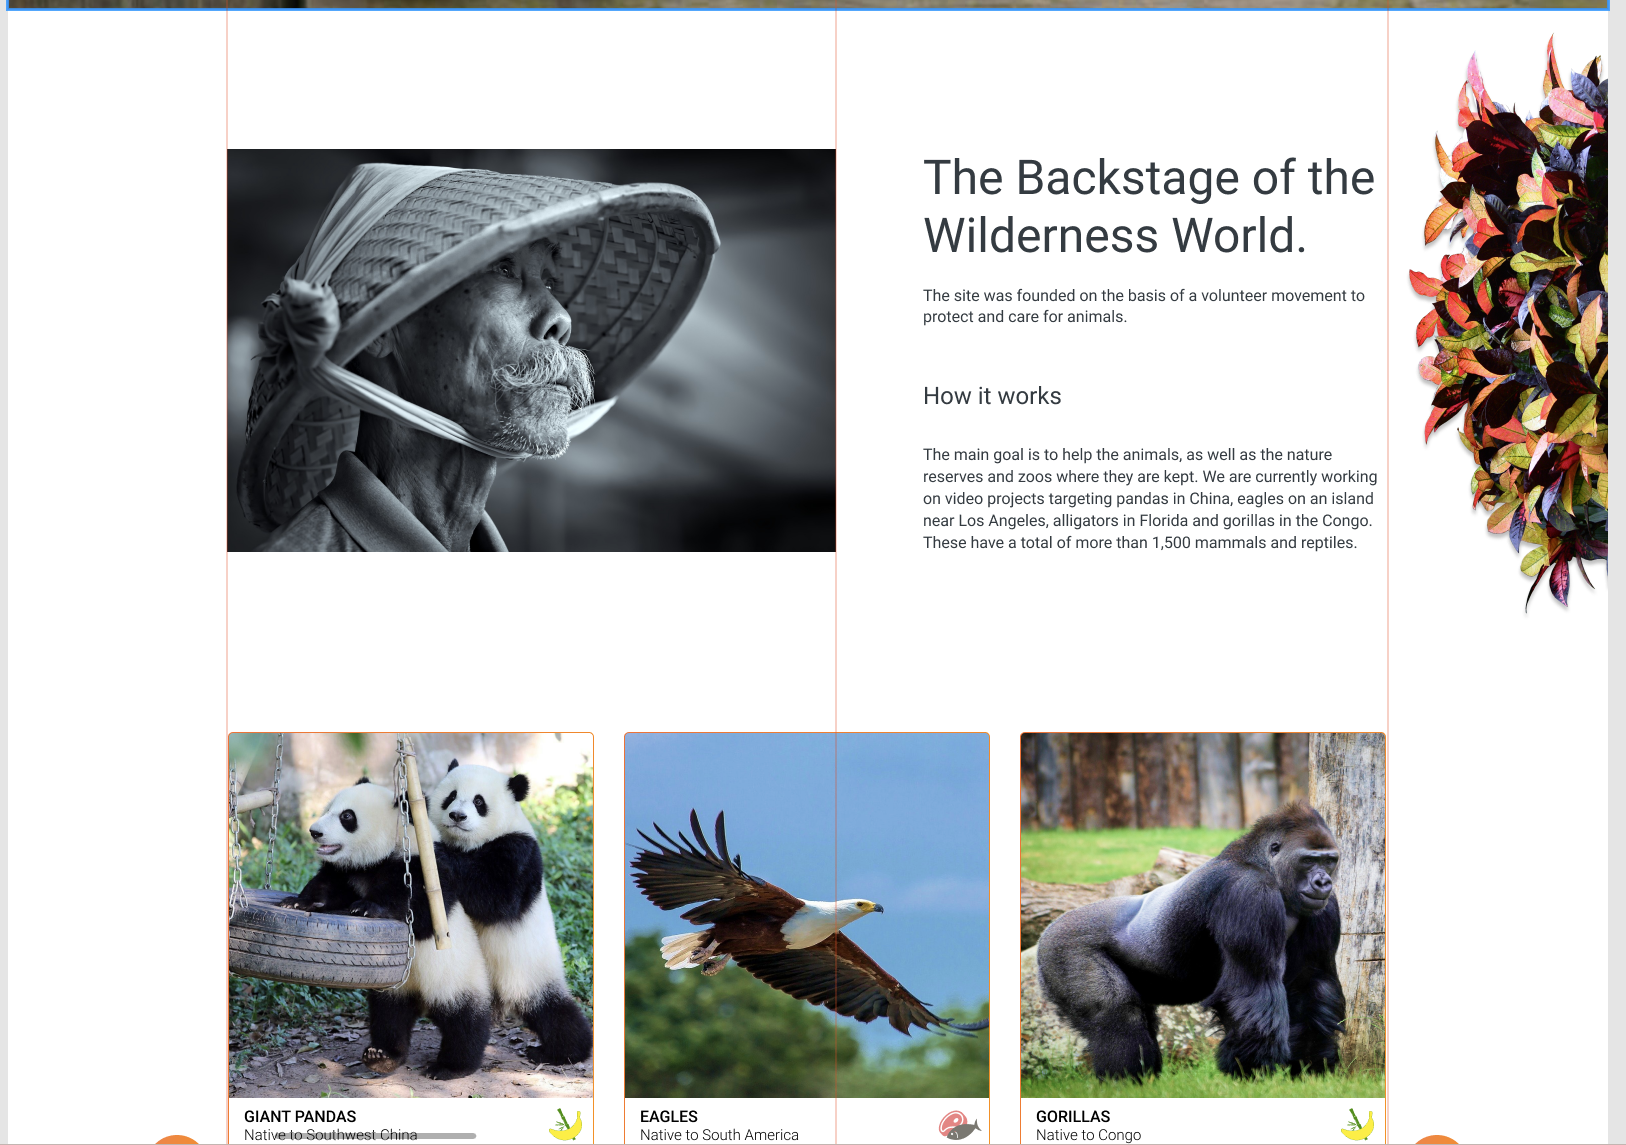 The Backstage of the
Wilderness World.
The site was founded on the basis of a volunteer movement to
protect and care for animals.
How it works
The main goal is to help the animals, as well as the nature
reserves and zoos where they are kept. We are currently working
on video projects targeting pandas in China, eagles on an island
near Los Angeles, alligators in Florida and gorillas in the Congo.
These have a total of more than 1,500 mammals and reptiles.
GIANT PANDAS
Native to Southwest China
EAGLES
Native to South America
GORILLAS
Native to Congo